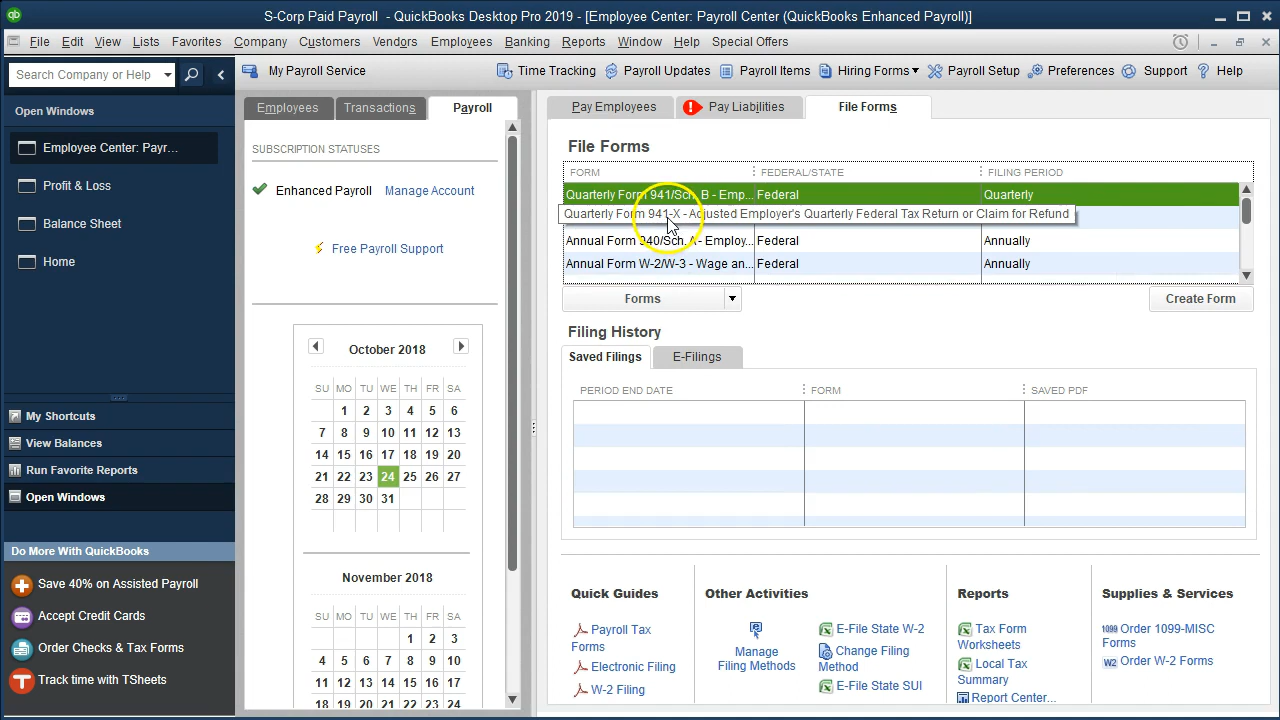 S-Corp Paid Payroll - QuickBooks Desktop Pro 2019 - [Employee Center: Payroll Center (QuickBooks Enhanced Payroll)]
File Edit View Lists Favorites Company Customers Vendors Employees Banking Reports Window Help Special Offers
Search Company or Help
My Payroll Service
Time Tracking Payroll Updates Payroll Items Hiring Forms Payroll Setup Preferences Support Help
Open Windows
Employee Center: Payr...
Profit & Loss
Balance Sheet
Home
My Shortcuts
View Balances
Run Favorite Reports
Open Windows
Do More With QuickBooks
Save 40% on Assisted Payroll
Accept Credit Cards
Order Checks & Tax Forms
Track time with TSheets
Employees Transactions Payroll
SUBSCRIPTION STATUSES
Enhanced Payroll Manage Account
Free Payroll Support
October 2018
SU MO TU WE TH FR SA
1 2 3 4 5 6
7 8 9 10 11 12 13
14 15 16 17 18 19 20
21 22 23 24 25 26 27
28 29 30 31
November 2018
SU MO TU WE TH FR SA
1 2 3
4 5 6 7 8 9 10
11 12 13 14 15 16 17
18 19 20 21 22 23 24
Pay Employees Pay Liabilities File Forms
File Forms
FORM FEDERAL/STATE FILING PERIOD
Quarterly Form 941/Sch. B - Emp... Federal Quarterly
Quarterly Form 941-X - Adjusted Employer's Quarterly Federal Tax Return or Claim for Refund
Annual Form 940/Sch. A - Employ... Federal Annually
Annual Form W-2/W-3 - Wage an... Federal Annually
Forms Create Form
Filing History
Saved Filings E-Filings
PERIOD END DATE FORM SAVED PDF
Quick Guides
Payroll Tax
Forms
Electronic Filing
W-2 Filing
Other Activities
Manage
Filing Methods
E-File State W-2
Change Filing
Method
E-File State SUI
Reports
Tax Form
Worksheets
Local Tax
Summary
Report Center...
Supplies & Services
1099 Order 1099-MISC
Forms
W2 Order W-2 Forms